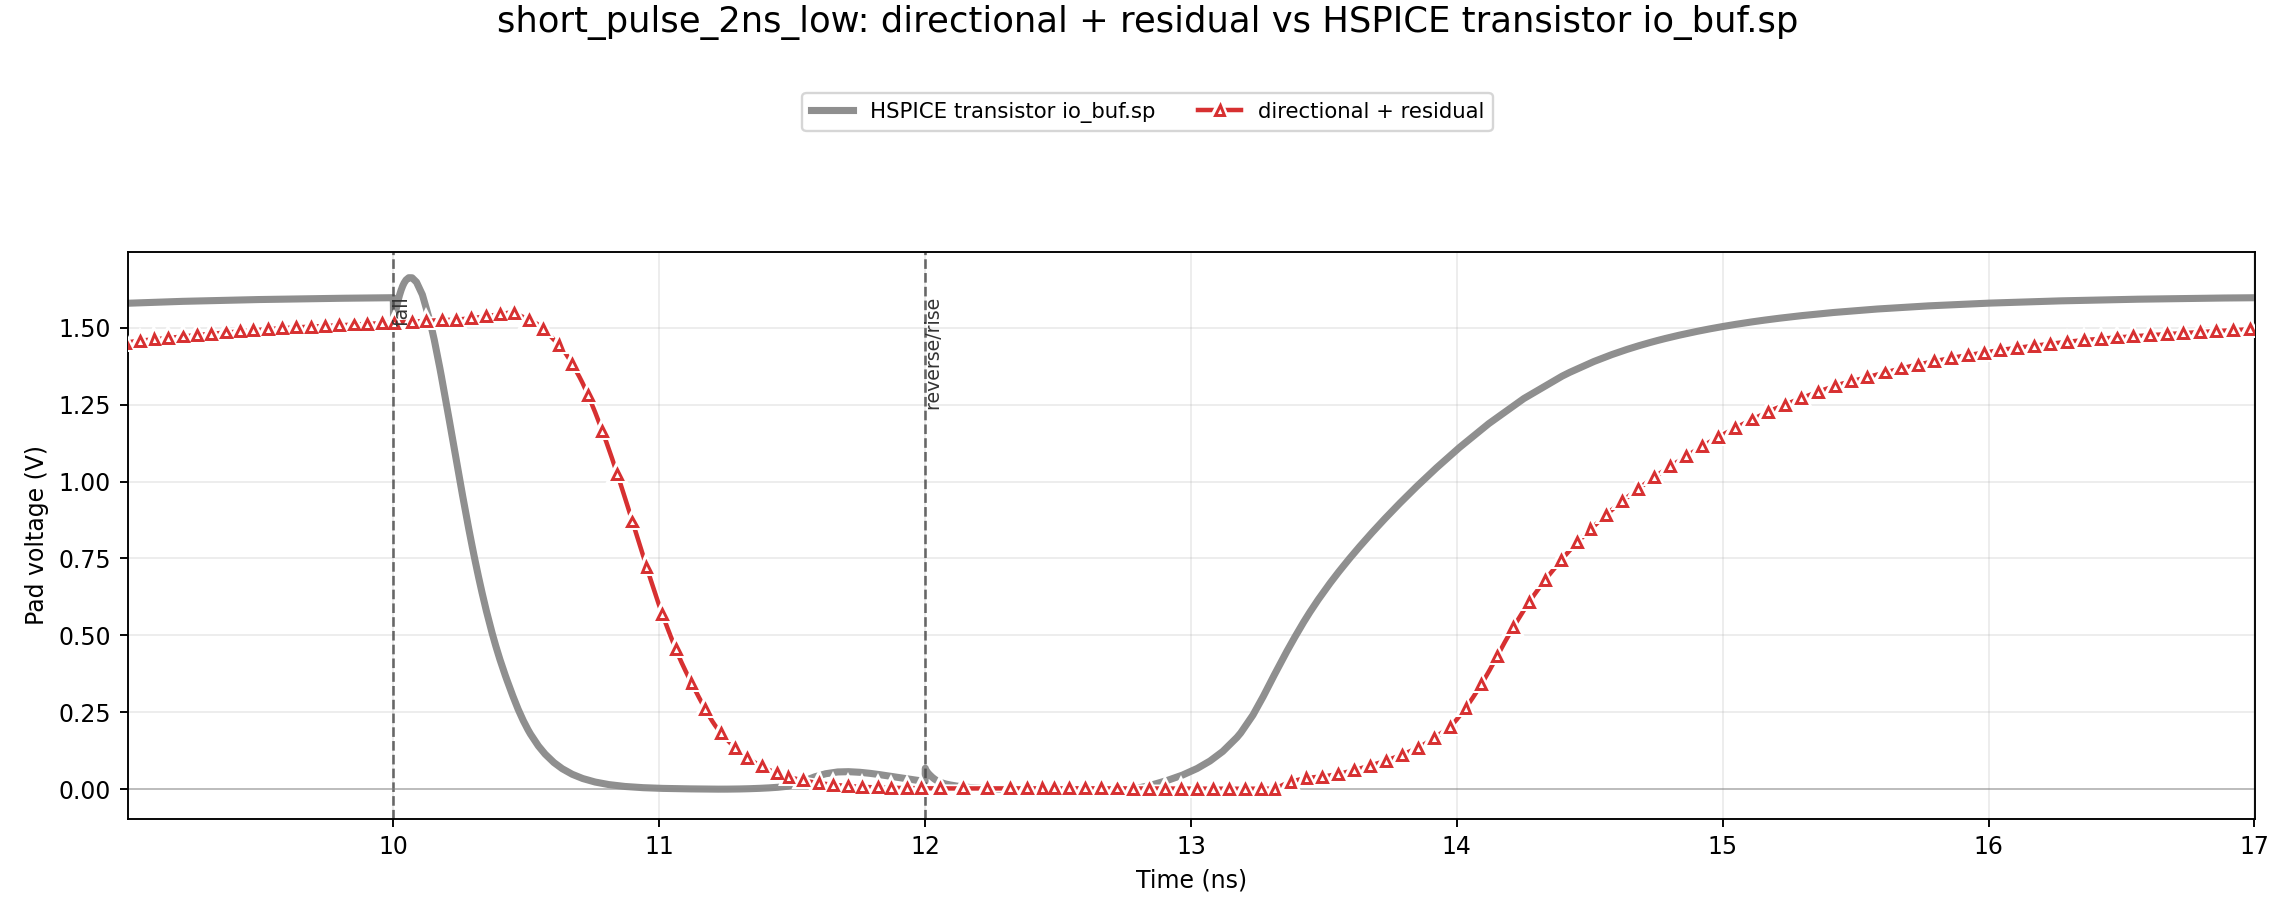 short_pulse_2ns_low: directional + residual vs HSPICE transistor io_buf.sp
HSPICE transistor io_buf.sp
directional + residual
Pad voltage (V)
1.50
1.25
1.00
0.75
0.50
0.25
0.00
fall
reverse/rise
10
11
12
13
14
15
16
17
Time (ns)